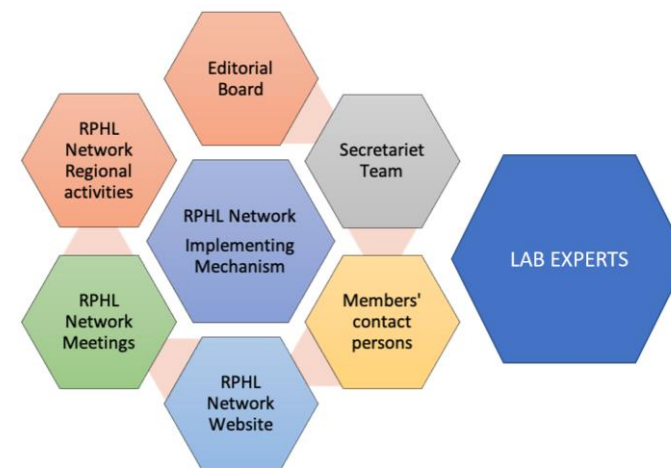 Editorial
Board
RPHL
Network
Regional
activities
Secretariet
Team
RPHL Network
Implementing
Mechanism
LAB EXPERTS
RPHL
Network
Meetings
Members'
contact
persons
RPHL
Network
Website